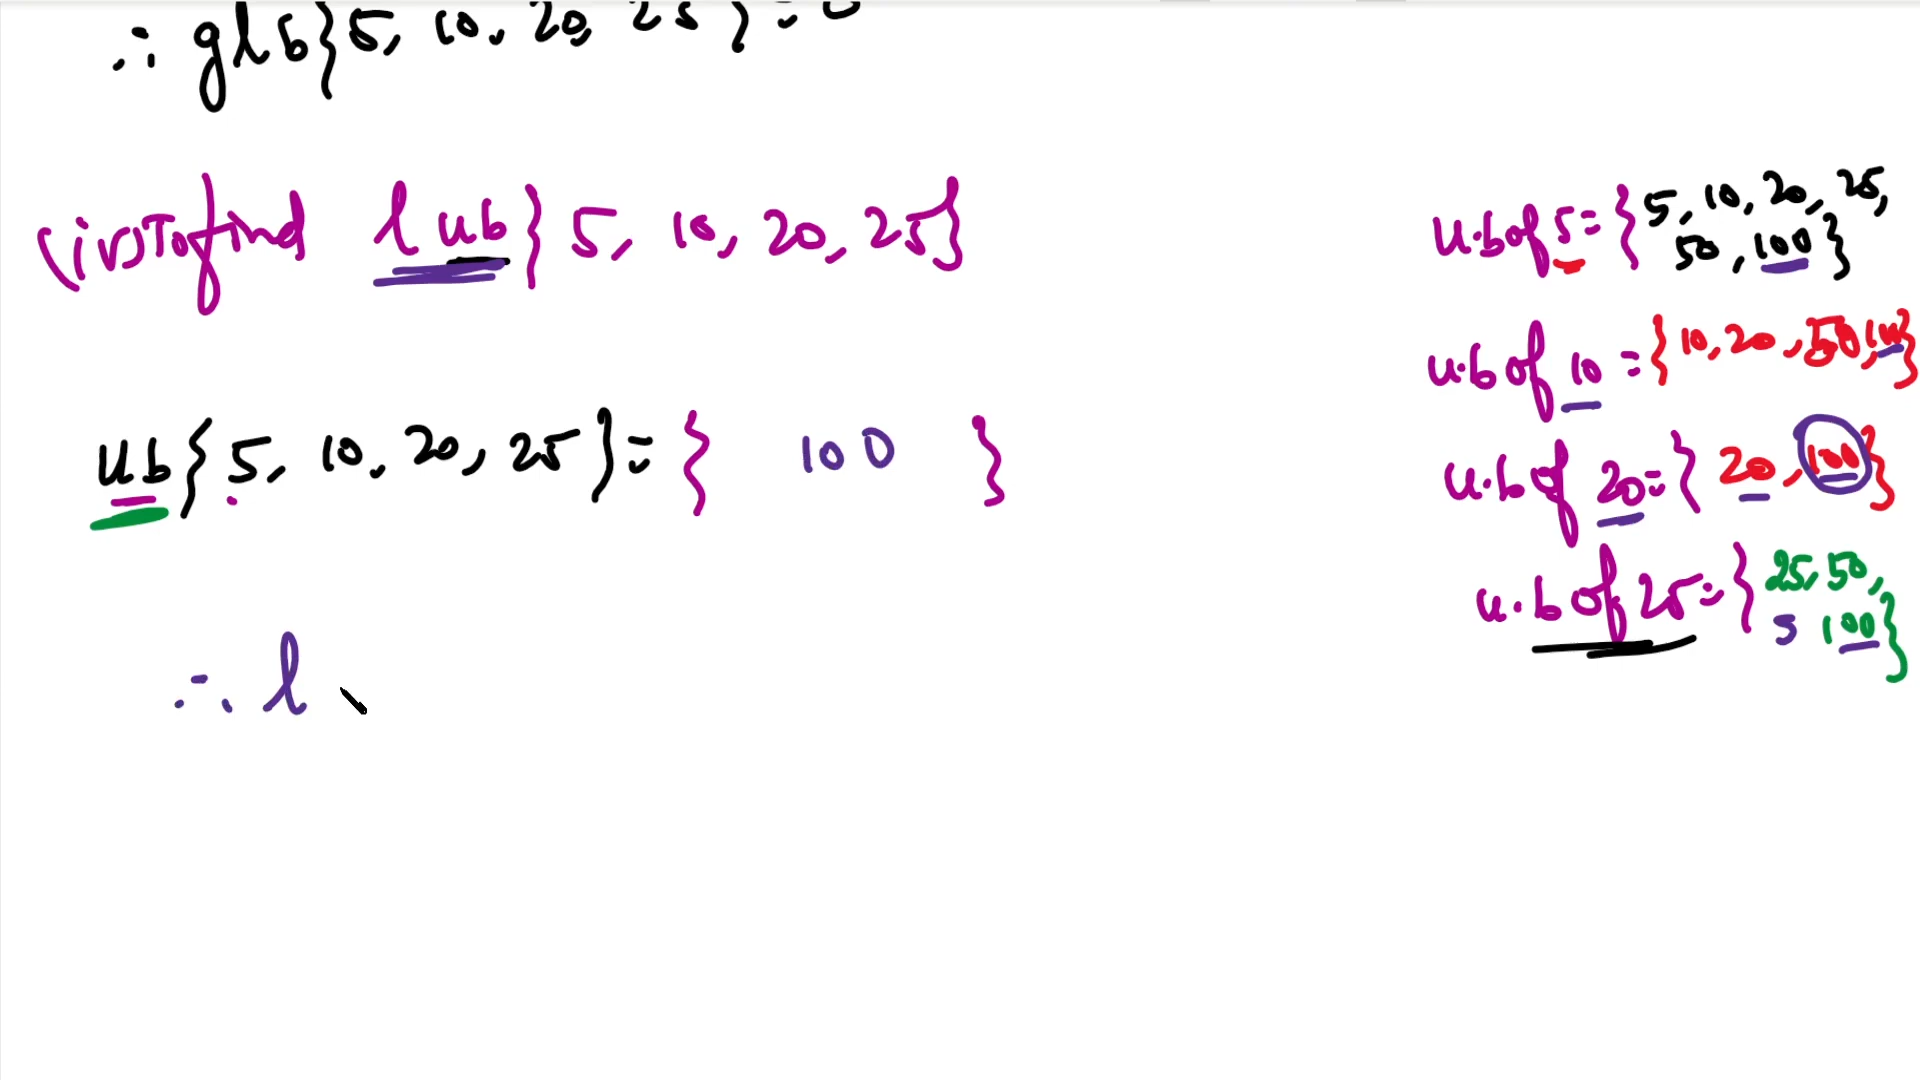 ∴ glb{5, 10, 20, 25} =
(iv) To find lub{5, 10, 20, 25}
ub{5, 10, 20, 25} = { 100 }
∴ l
u.b of 5 = {5, 10, 20, 25,
50, 100}
u.b of 10 = {10, 20, 50, 100}
u.b of 20 = {20, 100}
u.b of 25 = {25, 50,
100}